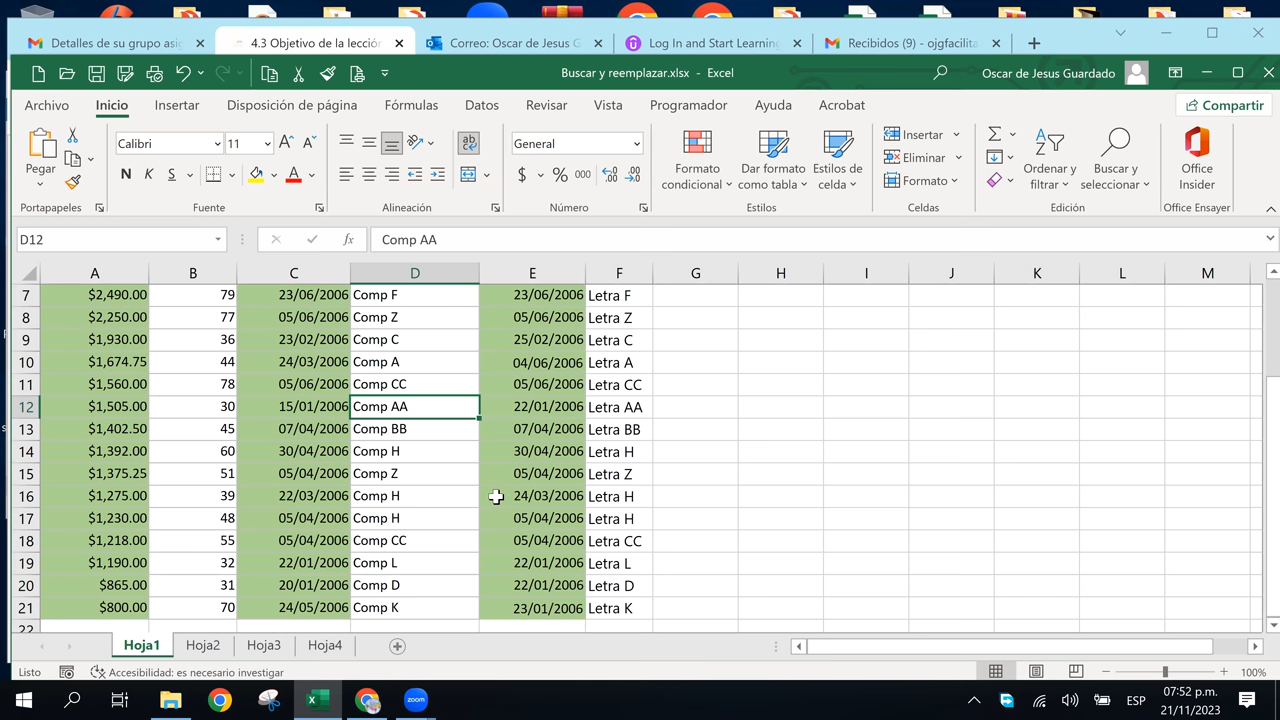 Detalles de su grupo asig
4.3 Objetivo de la lección
Correo: Oscar de Jesus G
Log In and Start Learning
Recibidos (9) - ojgfacilita
Buscar y reemplazar.xlsx - Excel
Oscar de Jesus Guardado
Archivo Inicio Insertar Disposición de página Fórmulas Datos Revisar Vista Programador Ayuda Acrobat
Compartir
Pegar
Portapapeles
Calibri 11
N K S
Fuente
ab
Alineación
General
$ % 000
Número
Formato condicional
Dar formato como tabla
Estilos de celda
Estilos
Insertar
Eliminar
Formato
Celdas
Ordenar y filtrar
Buscar y seleccionar
Edición
Office Insider
Office Ensayer
D12 fx Comp AA
A B C D E F G H I J K L M
7 $2,490.00 79 23/06/2006 Comp F 23/06/2006 Letra F
8 $2,250.00 77 05/06/2006 Comp Z 05/06/2006 Letra Z
9 $1,930.00 36 23/02/2006 Comp C 25/02/2006 Letra C
10 $1,674.75 44 24/03/2006 Comp A 04/06/2006 Letra A
11 $1,560.00 78 05/06/2006 Comp CC 05/06/2006 Letra CC
12 $1,505.00 30 15/01/2006 Comp AA 22/01/2006 Letra AA
13 $1,402.50 45 07/04/2006 Comp BB 07/04/2006 Letra BB
14 $1,392.00 60 30/04/2006 Comp H 30/04/2006 Letra H
15 $1,375.25 51 05/04/2006 Comp Z 05/04/2006 Letra Z
16 $1,275.00 39 22/03/2006 Comp H 24/03/2006 Letra H
17 $1,230.00 48 05/04/2006 Comp H 05/04/2006 Letra H
18 $1,218.00 55 05/04/2006 Comp CC 05/04/2006 Letra CC
19 $1,190.00 32 22/01/2006 Comp L 22/01/2006 Letra L
20 $865.00 31 20/01/2006 Comp D 22/01/2006 Letra D
21 $800.00 70 24/05/2006 Comp K 23/01/2006 Letra K
22
Hoja1 Hoja2 Hoja3 Hoja4
Listo Accesibilidad: es necesario investigar 100%
zoom
ESP
07:52 p.m.
21/11/2023